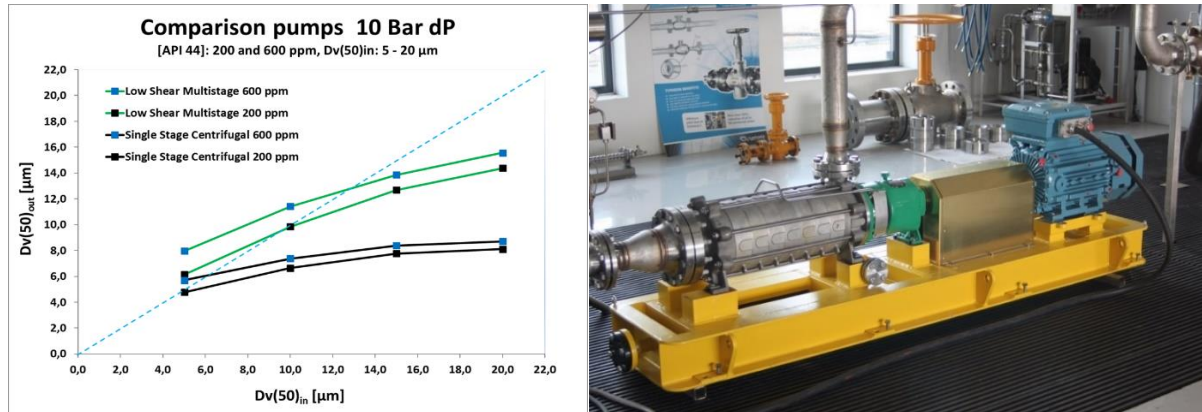 Comparison pumps 10 Bar dP
[API 44]: 200 and 600 ppm, Dv(50)in: 5 - 20 µm
22,0
20,0
18,0
16,0
14,0
12,0
10,0
8,0
6,0
4,0
2,0
0,0
Dv(50)out [µm]
Low Shear Multistage 600 ppm
Low Shear Multistage 200 ppm
Single Stage Centrifugal 600 ppm
Single Stage Centrifugal 200 ppm
0,0 2,0 4,0 6,0 8,0 10,0 12,0 14,0 16,0 18,0 20,0 22,0
Dv(50)in [µm]